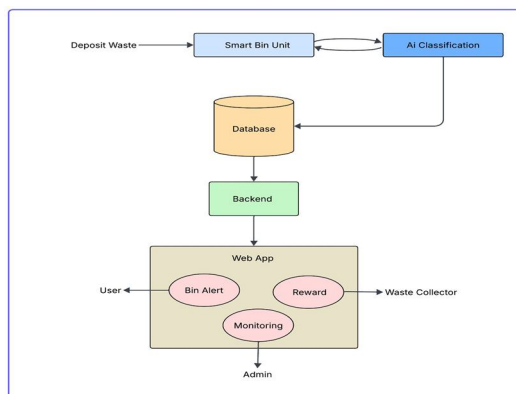 Deposit Waste
Smart Bin Unit
Ai Classification
Database
Backend
Web App
User
Bin Alert
Reward
Waste Collector
Monitoring
Admin